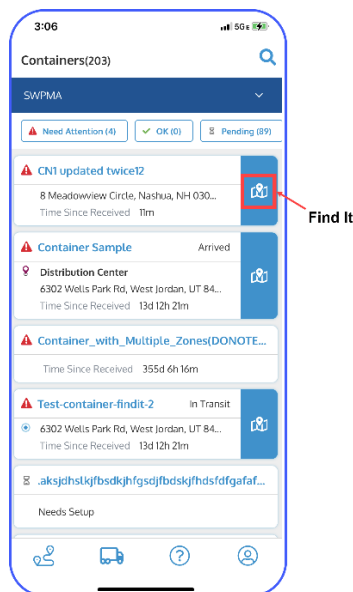 3:06
5G E
Containers(203)
SWPMA
Need Attention (4)
OK (0)
Pending (89)
CN1 updated twice12
8 Meadowview Circle, Nashua, NH 030...
Time Since Received 11m
Find It
Container Sample Arrived
Distribution Center
6302 Wells Park Rd, West Jordan, UT 84...
Time Since Received 13d 12h 21m
Container_with_Multiple_Zones(DONOTE...
Time Since Received 355d 6h 16m
Test-container-findit-2 In Transit
6302 Wells Park Rd, West Jordan, UT 84...
Time Since Received 13d 12h 21m
.aksjdhslkjfbsdkjhfgsdjfbdskjfhdsfdfgafaf...
Needs Setup